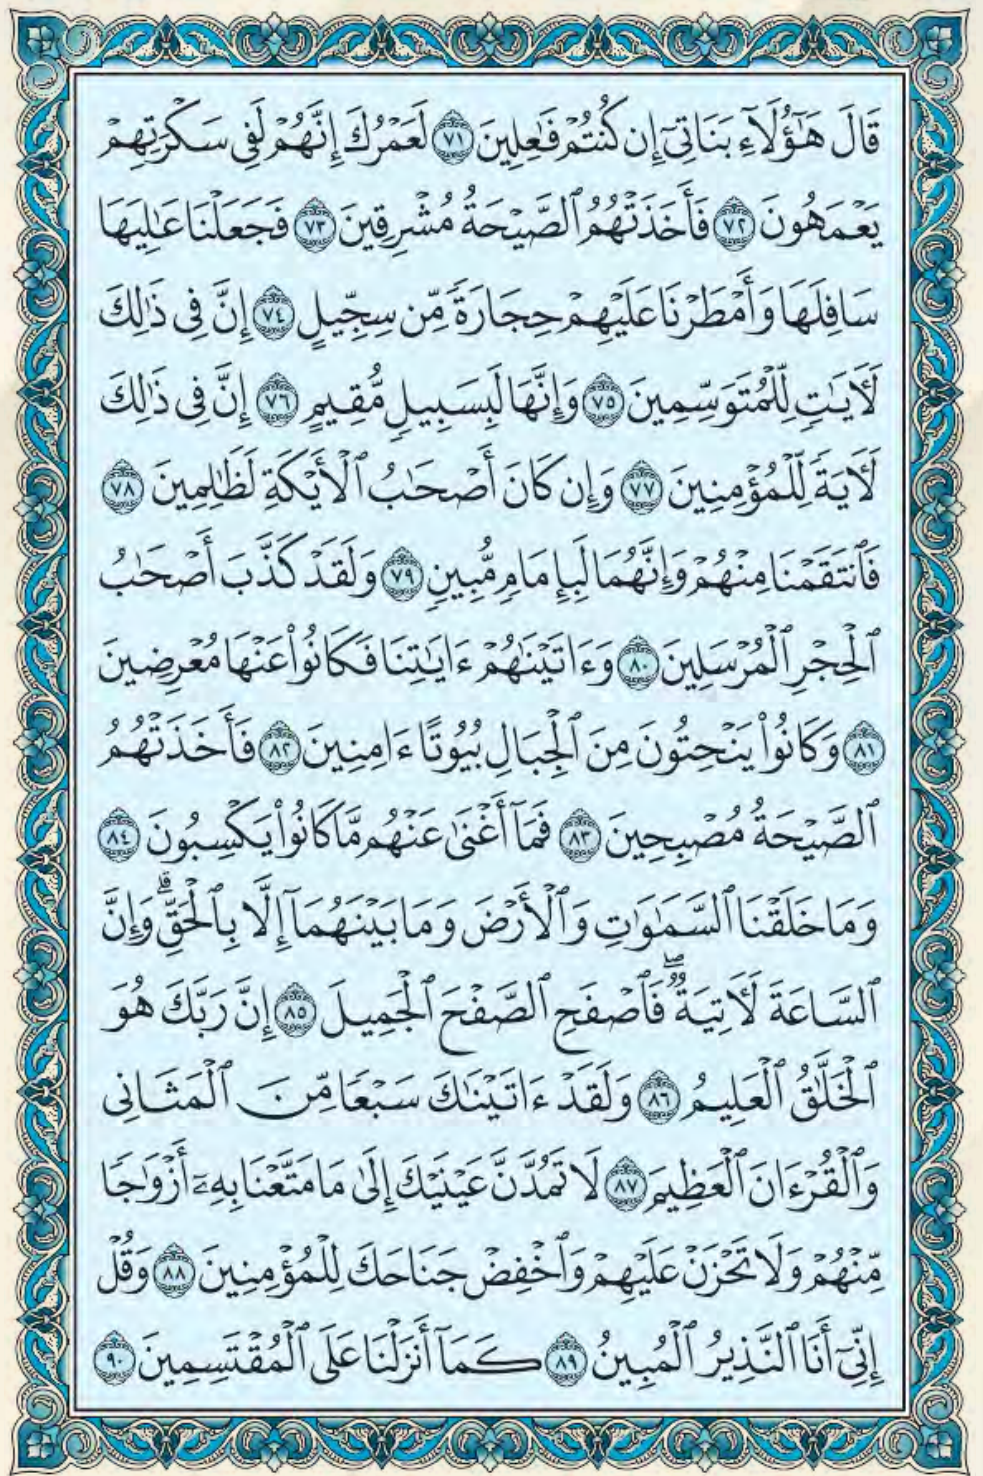 قَالَ هَٰٓؤُلَآءِ بَنَاتِىٓ إِن كُنتُمْ فَٰعِلِينَ ٧١ لَعَمْرُكَ إِنَّهُمْ لَفِى سَكْرَتِهِمْ
يَعْمَهُونَ ٧٢ فَأَخَذَتْهُمُ ٱلصَّيْحَةُ مُشْرِقِينَ ٧٣ فَجَعَلْنَا عَٰلِيَهَا
سَافِلَهَا وَأَمْطَرْنَا عَلَيْهِمْ حِجَارَةً مِّن سِجِّيلٍ ٧٤ إِنَّ فِى ذَٰلِكَ
لَءَايَٰتٍ لِّلْمُتَوَسِّمِينَ ٧٥ وَإِنَّهَا لَبِسَبِيلٍ مُّقِيمٍ ٧٦ إِنَّ فِى ذَٰلِكَ
لَءَايَةً لِّلْمُؤْمِنِينَ ٧٧ وَإِن كَانَ أَصْحَٰبُ ٱلْأَيْكَةِ لَظَٰلِمِينَ ٧٨
فَٱنتَقَمْنَا مِنْهُمْ وَإِنَّهُمَا لَبِإِمَامٍ مُّبِينٍ ٧٩ وَلَقَدْ كَذَّبَ أَصْحَٰبُ
ٱلْحِجْرِ ٱلْمُرْسَلِينَ ٨٠ وَءَاتَيْنَٰهُمْ ءَايَٰتِنَا فَكَانُوا۟ عَنْهَا مُعْرِضِينَ
٨١ وَكَانُوا۟ يَنْحِتُونَ مِنَ ٱلْجِبَالِ بُيُوتًا ءَامِنِينَ ٨٢ فَأَخَذَتْهُمُ
ٱلصَّيْحَةُ مُصْبِحِينَ ٨٣ فَمَآ أَغْنَىٰ عَنْهُم مَّا كَانُوا۟ يَكْسِبُونَ ٨٤
وَمَا خَلَقْنَا ٱلسَّمَٰوَٰتِ وَٱلْأَرْضَ وَمَا بَيْنَهُمَآ إِلَّا بِٱلْحَقِّ ۗ وَإِنَّ
ٱلسَّاعَةَ لَءَاتِيَةٌ ۖ فَٱصْفَحِ ٱلصَّفْحَ ٱلْجَمِيلَ ٨٥ إِنَّ رَبَّكَ هُوَ
ٱلْخَلَّٰقُ ٱلْعَلِيمُ ٨٦ وَلَقَدْ ءَاتَيْنَٰكَ سَبْعًا مِّنَ ٱلْمَثَانِى
وَٱلْقُرْءَانَ ٱلْعَظِيمَ ٨٧ لَا تَمُدَّنَّ عَيْنَيْكَ إِلَىٰ مَا مَتَّعْنَا بِهِۦٓ أَزْوَٰجًا
مِّنْهُمْ وَلَا تَحْزَنْ عَلَيْهِمْ وَٱخْفِضْ جَنَاحَكَ لِلْمُؤْمِنِينَ ٨٨ وَقُلْ
إِنِّىٓ أَنَا ٱلنَّذِيرُ ٱلْمُبِينُ ٨٩ كَمَآ أَنزَلْنَا عَلَى ٱلْمُقْتَسِمِينَ ٩٠